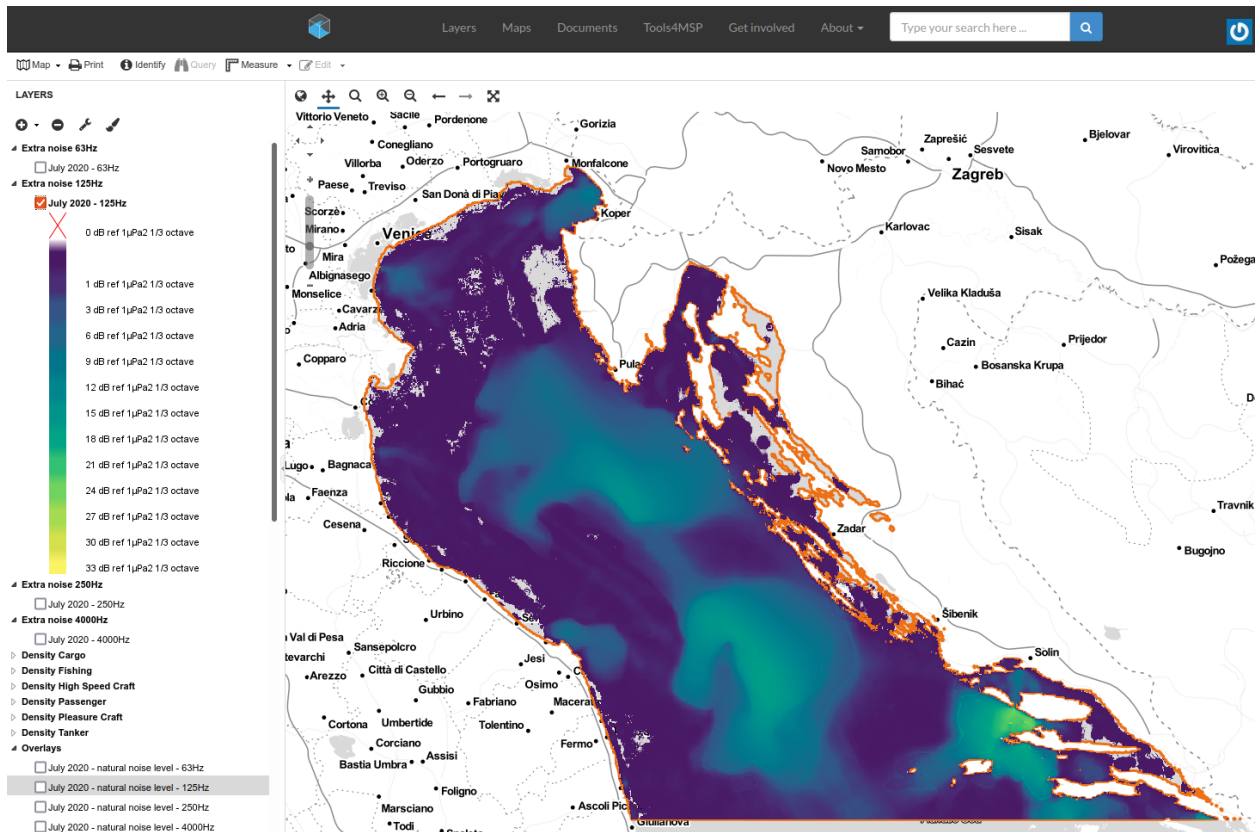 Layers Maps Documents Tools4MSP Get involved About
Type your search here ...
Map Print Identify Query Measure Edit
LAYERS
Extra noise 63Hz
July 2020 - 63Hz
Extra noise 125Hz
July 2020 - 125Hz
0 dB ref 1µPa2 1/3 octave
1 dB ref 1µPa2 1/3 octave
3 dB ref 1µPa2 1/3 octave
6 dB ref 1µPa2 1/3 octave
9 dB ref 1µPa2 1/3 octave
12 dB ref 1µPa2 1/3 octave
15 dB ref 1µPa2 1/3 octave
18 dB ref 1µPa2 1/3 octave
21 dB ref 1µPa2 1/3 octave
24 dB ref 1µPa2 1/3 octave
27 dB ref 1µPa2 1/3 octave
30 dB ref 1µPa2 1/3 octave
33 dB ref 1µPa2 1/3 octave
Extra noise 250Hz
July 2020 - 250Hz
Extra noise 4000Hz
July 2020 - 4000Hz
Density Cargo
Density Fishing
Density High Speed Craft
Density Passenger
Density Pleasure Craft
Density Tanker
Overlays
July 2020 - natural noise level - 63Hz
July 2020 - natural noise level - 125Hz
July 2020 - natural noise level - 250Hz
July 2020 - natural noise level - 4000Hz
Vittorio Veneto
Sacile
Pordenone
Gorizia
Conegliano
Villorba
Oderzo
Portogruaro
Monfalcone
Paese
Treviso
San Donà di Pia
Scorzè
Koper
Mirano
Venice
Mira
Albignasego
Monselice
Cavarz
Adria
Copparo
Pula
Lugo
Bagnaca
Faenza
Cesena
Riccione
Urbino
Val di Pesa
Sansepolcro
tevarchi
Jesi
Arezzo
Città di Castello
Osimo
Gubbio
Fabriano
Macerat
Cortona
Umbertide
Tolentino
Corciano
Fermo
Bastia Umbra
Assisi
Foligno
Marsciano
Ascoli Pic
Todi
Giulianova
Zaprešić
Bjelovar
Samobor
Sesvete
Virovitica
Novo Mesto
Zagreb
Karlovac
Sisak
Požega
Velika Kladuša
Cazin
Prijedor
Bosanska Krupa
Bihać
Travnik
Zadar
Bugojno
Šibenik
Solin